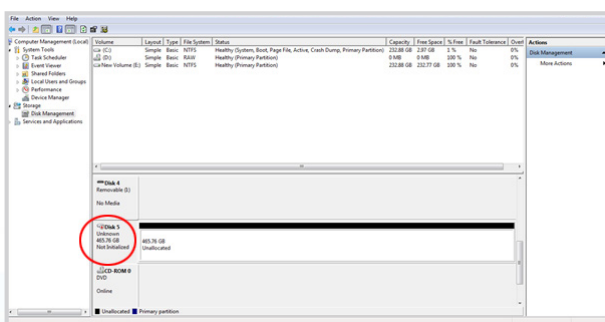 File Action View Help
Computer Management (Local)
System Tools
Task Scheduler
Event Viewer
Shared Folders
Local Users and Groups
Performance
Device Manager
Storage
Disk Management
Services and Applications
Volume Layout Type File System Status Capacity Free Space % Free Fault Tolerance Overl
(C:) Simple Basic NTFS Healthy (System, Boot, Page File, Active, Crash Dump, Primary Partition) 232.88 GB 2.97 GB 1 % No 0%
(D:) Simple Basic RAW Healthy (Primary Partition) 0 MB 0 MB 100 % No 0%
New Volume (E:) Simple Basic NTFS Healthy (Primary Partition) 232.88 GB 232.77 GB 100 % No 0%
Actions
Disk Management
More Actions
Disk 4
Removable (I:)
No Media
Disk 5
Unknown
465.76 GB
Not Initialized
465.76 GB
Unallocated
CD-ROM 0
DVD
Online
Unallocated Primary partition